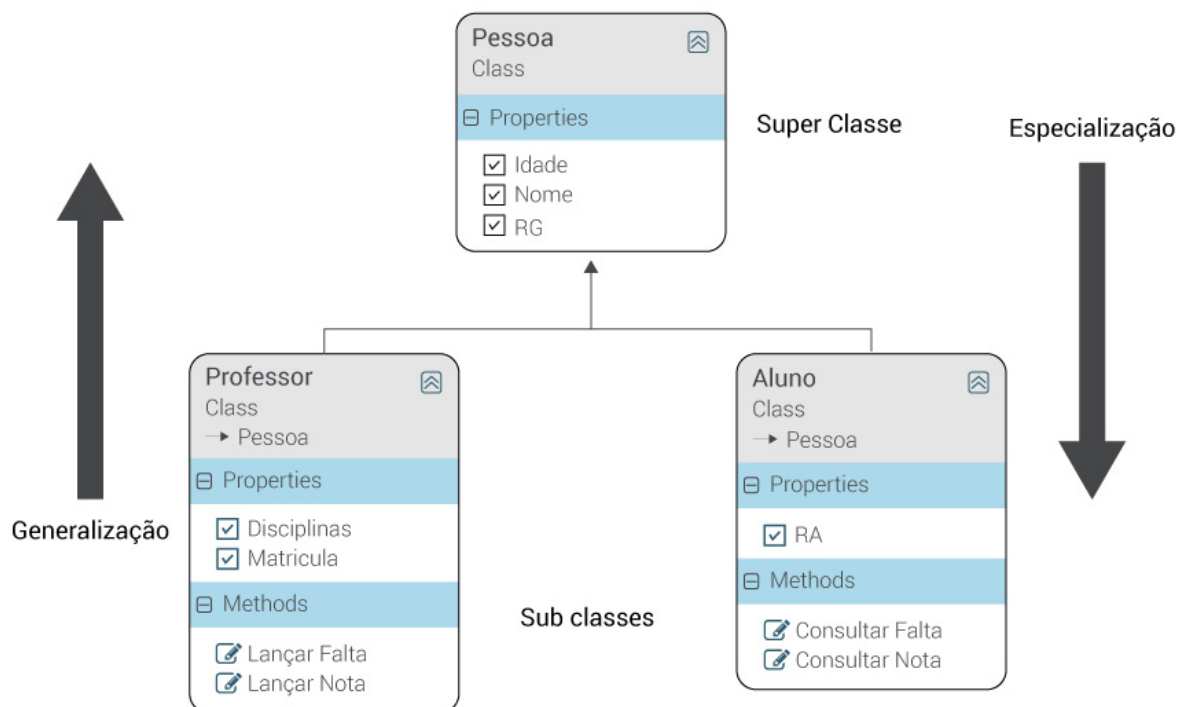 Pessoa
Class
Properties
Idade
Nome
RG
Super Classe
Especialização
Generalização
Professor
Class
Pessoa
Properties
Disciplinas
Matricula
Methods
Lançar Falta
Lançar Nota
Sub classes
Aluno
Class
Pessoa
Properties
RA
Methods
Consultar Falta
Consultar Nota